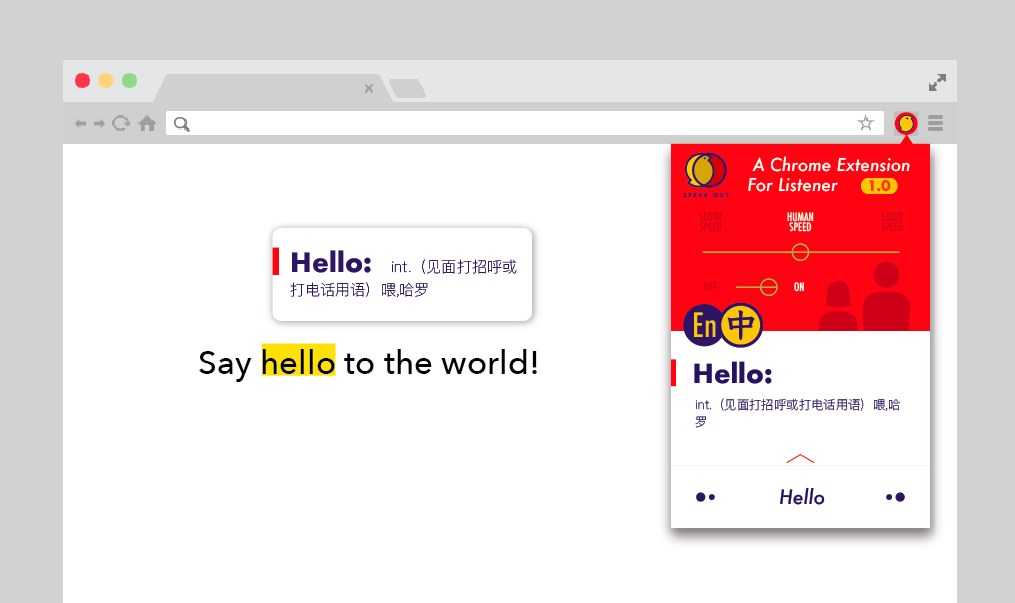 A Chrome Extension
For Listener 1.0
SPEAK-OUT
SLOTH
SPEED
HUMAN
SPEED
LIGHT
SPEED
OFF
ON
En 中
Hello: int.（见面打招呼或
打电话用语）喂,哈罗
Say hello to the world!
Hello:
int.（见面打招呼或打电话用语）喂,哈
罗
Hello